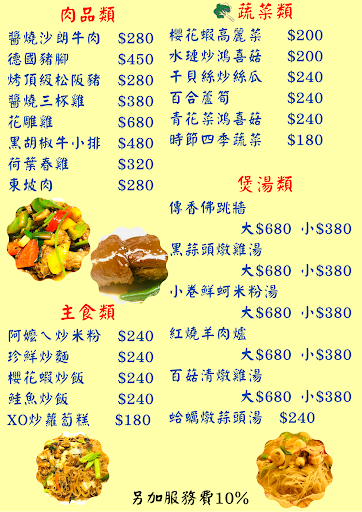 肉品類
醬燒沙朗牛肉 $280
德國豬腳 $450
烤頂級松阪豬 $280
醬燒三杯雞 $380
花雕雞 $680
黑胡椒牛小排 $480
荷葉春雞 $320
東坡肉 $280
主食類
阿嬤ㄟ炒米粉 $240
珍鮮炒麵 $240
櫻花蝦炒飯 $240
鮭魚炒飯 $240
XO炒蘿蔔糕 $180
蔬菜類
櫻花蝦高麗菜 $200
水璉炒鴻喜菇 $200
干貝絲炒絲瓜 $240
百合蘆筍 $240
青花菜鴻喜菇 $240
時節四季蔬菜 $180
煲湯類
傳香佛跳牆
大$680 小$380
黑蒜頭燉雞湯
大$680 小$380
小卷鮮蚵米粉湯
大$680 小$380
紅燒羊肉爐
大$680 小$380
百菇清燉雞湯
大$680 小$380
蛤蠣燉蒜頭湯 $240
另加服務費10%